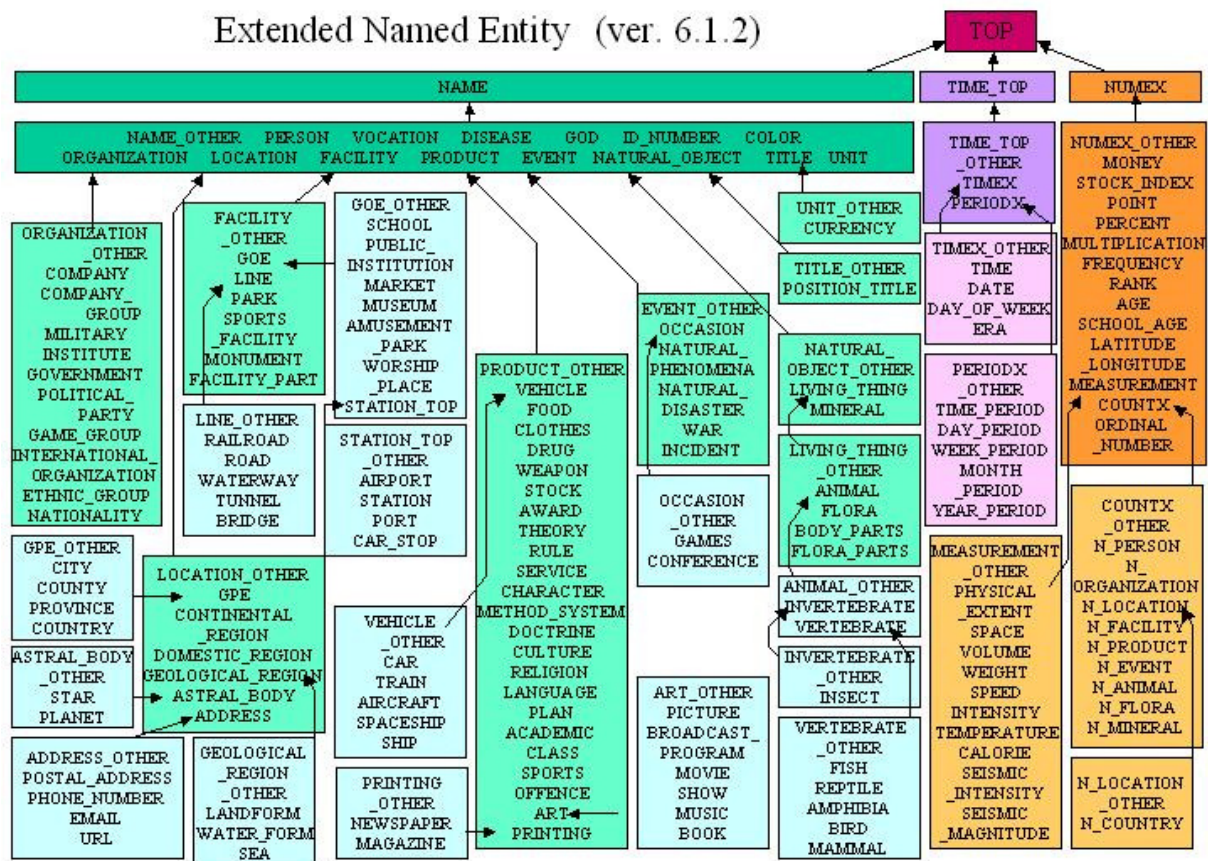 Extended Named Entity (ver. 6.1.2)
TOP
NAME
TIME_TOP
NUMEX
NAME_OTHER PERSON VOCATION DISEASE GOD ID_NUMBER COLOR
ORGANIZATION LOCATION FACILITY PRODUCT EVENT NATURAL_OBJECT TITLE UNIT
TIME_TOP
_OTHER
TIMEX
PERIODX
NUMEX_OTHER
MONEY
STOCK_INDEX
POINT
PERCENT
MULTIPLICATION
FREQUENCY
RANK
AGE
SCHOOL_AGE
LATITUDE
_LONGITUDE
MEASUREMENT
COUNTX
ORDINAL
_NUMBER
ORGANIZATION
_OTHER
COMPANY
COMPANY_
GROUP
MILITARY
INSTITUTE
GOVERNMENT
POLITICAL_
PARTY
GAME_GROUP
INTERNATIONAL_
ORGANIZATION
ETHNIC_GROUP
NATIONALITY
FACILITY
_OTHER
GOE
LINE
PARK
SPORTS
_FACILITY
MONUMENT
FACILITY_PART
GOE_OTHER
SCHOOL
PUBLIC_
INSTITUTION
MARKET
MUSEUM
AMUSEMENT
_PARK
WORSHIP
_PLACE
STATION_TOP
UNIT_OTHER
CURRENCY
TITLE_OTHER
POSITION_TITLE
TIMEX_OTHER
TIME
DATE
DAY_OF_WEEK
ERA
EVENT_OTHER
OCCASION
NATURAL_
PHENOMENA
NATURAL_
DISASTER
WAR
INCIDENT
NATURAL_
OBJECT_OTHER
LIVING_THING
MINERAL
PERIODX
_OTHER
TIME_PERIOD
DAY_PERIOD
WEEK_PERIOD
MONTH
_PERIOD
YEAR_PERIOD
PRODUCT_OTHER
VEHICLE
FOOD
CLOTHES
DRUG
WEAPON
STOCK
AWARD
THEORY
RULE
SERVICE
CHARACTER
METHOD_SYSTEM
DOCTRINE
CULTURE
RELIGION
LANGUAGE
PLAN
ACADEMIC
CLASS
SPORTS
OFFENCE
ART
PRINTING
LINE_OTHER
RAILROAD
ROAD
WATERWAY
TUNNEL
BRIDGE
STATION_TOP
_OTHER
AIRPORT
STATION
PORT
CAR_STOP
LIVING_THING
_OTHER
ANIMAL
FLORA
BODY_PARTS
FLORA_PARTS
OCCASION
_OTHER
GAMES
CONFERENCE
COUNTX
_OTHER
N_PERSON
N_
ORGANIZATION
N_LOCATION
N_FACILITY
N_PRODUCT
N_EVENT
N_ANIMAL
N_FLORA
N_MINERAL
GPE_OTHER
CITY
COUNTY
PROVINCE
COUNTRY
LOCATION_OTHER
GPE
CONTINENTAL
_REGION
DOMESTIC_REGION
GEOLOGICAL_REGION
ASTRAL_BODY
ADDRESS
MEASUREMENT
_OTHER
PHYSICAL
_EXTENT
SPACE
VOLUME
WEIGHT
SPEED
INTENSITY
TEMPERATURE
CALORIE
SEISMIC
_INTENSITY
SEISMIC
_MAGNITUDE
ANIMAL_OTHER
INVERTEBRATE
VERTEBRATE
VEHICLE
_OTHER
CAR
TRAIN
AIRCRAFT
SPACESHIP
SHIP
ASTRAL_BODY
_OTHER
STAR
PLANET
INVERTEBRATE
_OTHER
INSECT
ART_OTHER
PICTURE
BROADCAST_
PROGRAM
MOVIE
SHOW
MUSIC
BOOK
ADDRESS_OTHER
POSTAL_ADDRESS
PHONE_NUMBER
EMAIL
URL
GEOLOGICAL
_REGION
_OTHER
LANDFORM
WATER_FORM
SEA
PRINTING
_OTHER
NEWSPAPER
MAGAZINE
VERTEBRATE
_OTHER
FISH
REPTILE
AMPHIBIA
BIRD
MAMMAL
N_LOCATION
_OTHER
N_COUNTRY